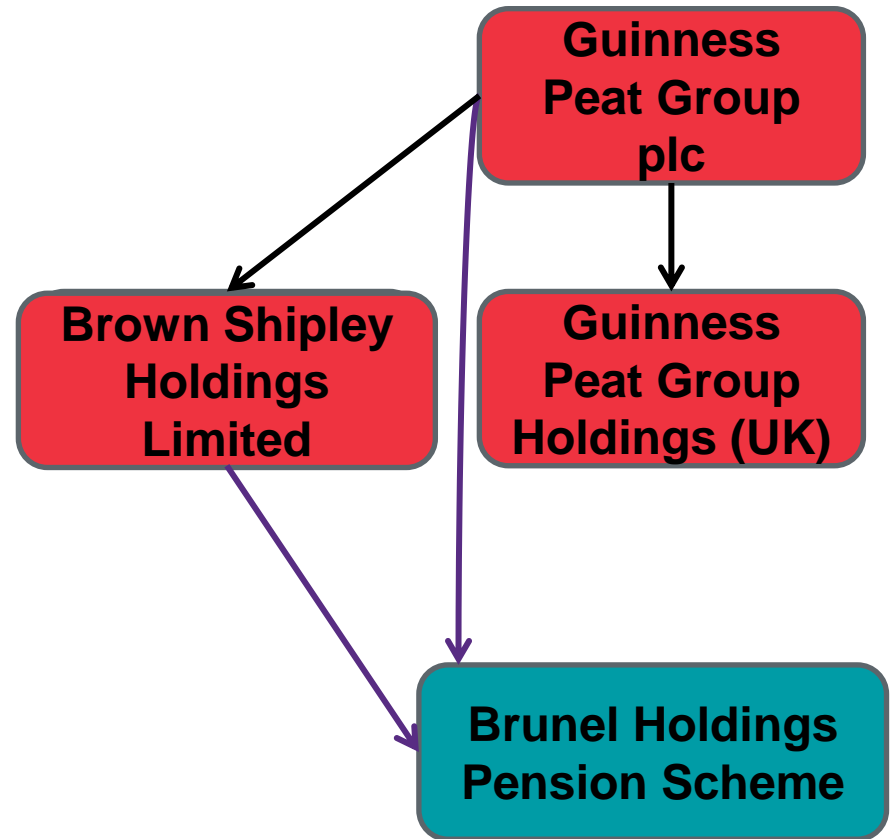 Guinness
Peat Group
plc
Brown Shipley
Holdings
Limited
Guinness
Peat Group
Holdings (UK)
Brunel Holdings
Pension Scheme